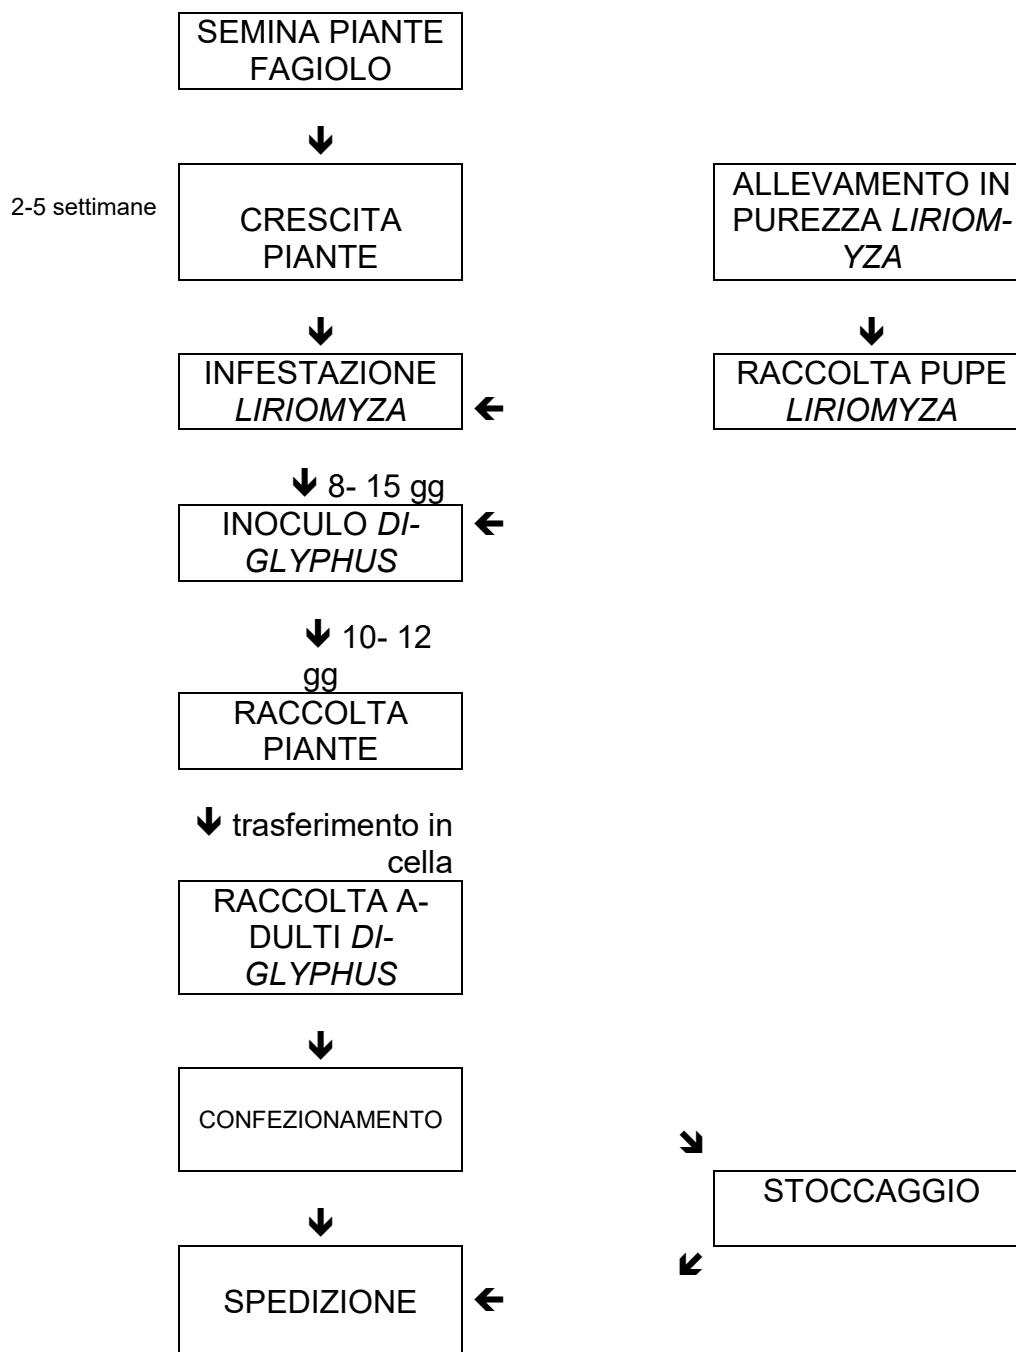 SEMINA PIANTE
FAGIOLO
2-5 settimane
CRESCITA
PIANTE
ALLEVAMENTO IN
PUREZZA LIRIOM-
YZA
INFESTAZIONE
LIRIOMYZA
RACCOLTA PUPE
LIRIOMYZA
8- 15 gg
INOCULO DI-
GLYPHUS
10- 12
gg
RACCOLTA
PIANTE
trasferimento in
cella
RACCOLTA A-
DULTI DI-
GLYPHUS
CONFEZIONAMENTO
STOCCAGGIO
SPEDIZIONE